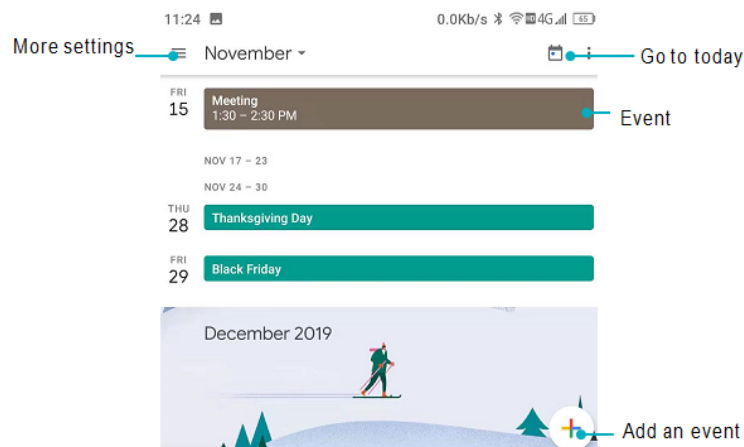 11:24 0.0Kb/s HD 4G 65
More settings
November
Go to today
FRI
15
Meeting
1:30 – 2:30 PM
Event
NOV 17 – 23
NOV 24 – 30
THU
28
Thanksgiving Day
FRI
29
Black Friday
December 2019
Add an event